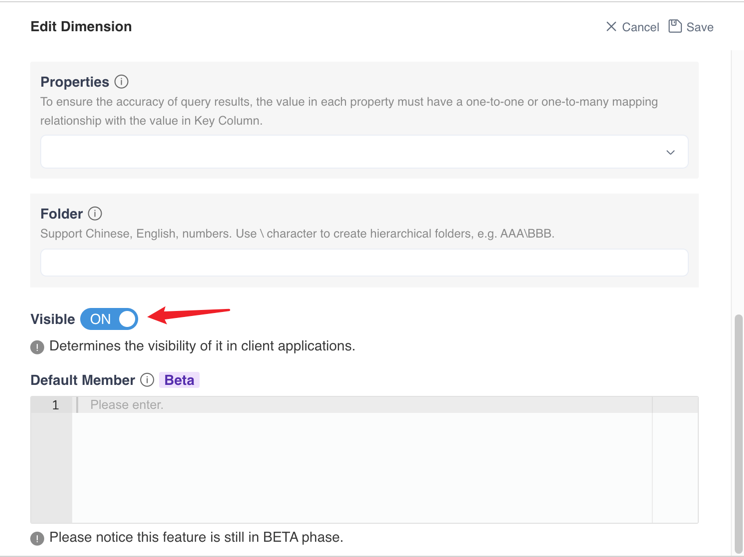 Edit Dimension
Cancel
Save
Properties
To ensure the accuracy of query results, the value in each property must have a one-to-one or one-to-many mapping
relationship with the value in Key Column.
Folder
Support Chinese, English, numbers. Use \ character to create hierarchical folders, e.g. AAA\BBB.
Visible ON
Determines the visibility of it in client applications.
Default Member Beta
1 Please enter.
Please notice this feature is still in BETA phase.